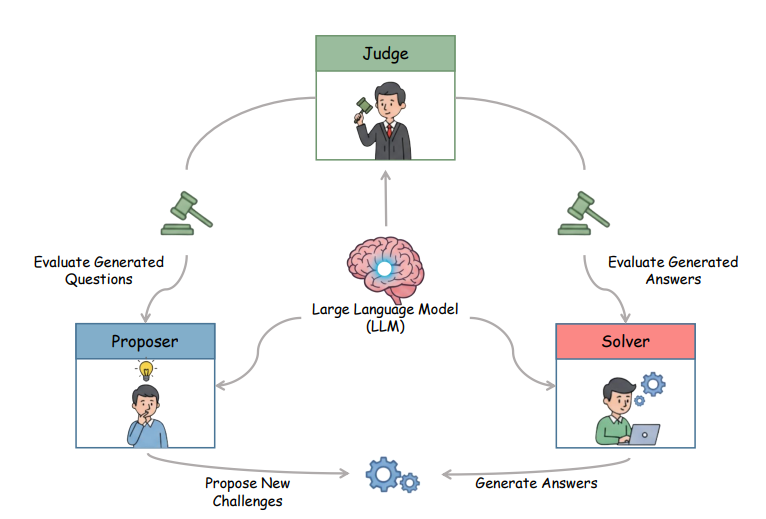 Judge
Evaluate Generated
Questions
Evaluate Generated
Answers
Large Language Model
(LLM)
Proposer
Solver
Propose New
Challenges
Generate Answers